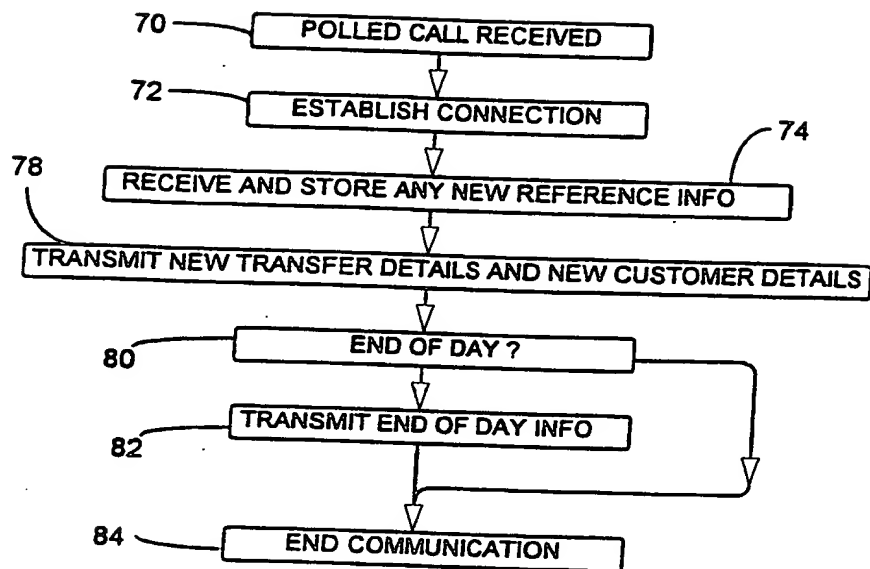 70
POLLED CALL RECEIVED
72
ESTABLISH CONNECTION
74
78
RECEIVE AND STORE ANY NEW REFERENCE INFO
TRANSMIT NEW TRANSFER DETAILS AND NEW CUSTOMER DETAILS
80
END OF DAY ?
82
TRANSMIT END OF DAY INFO
84
END COMMUNICATION